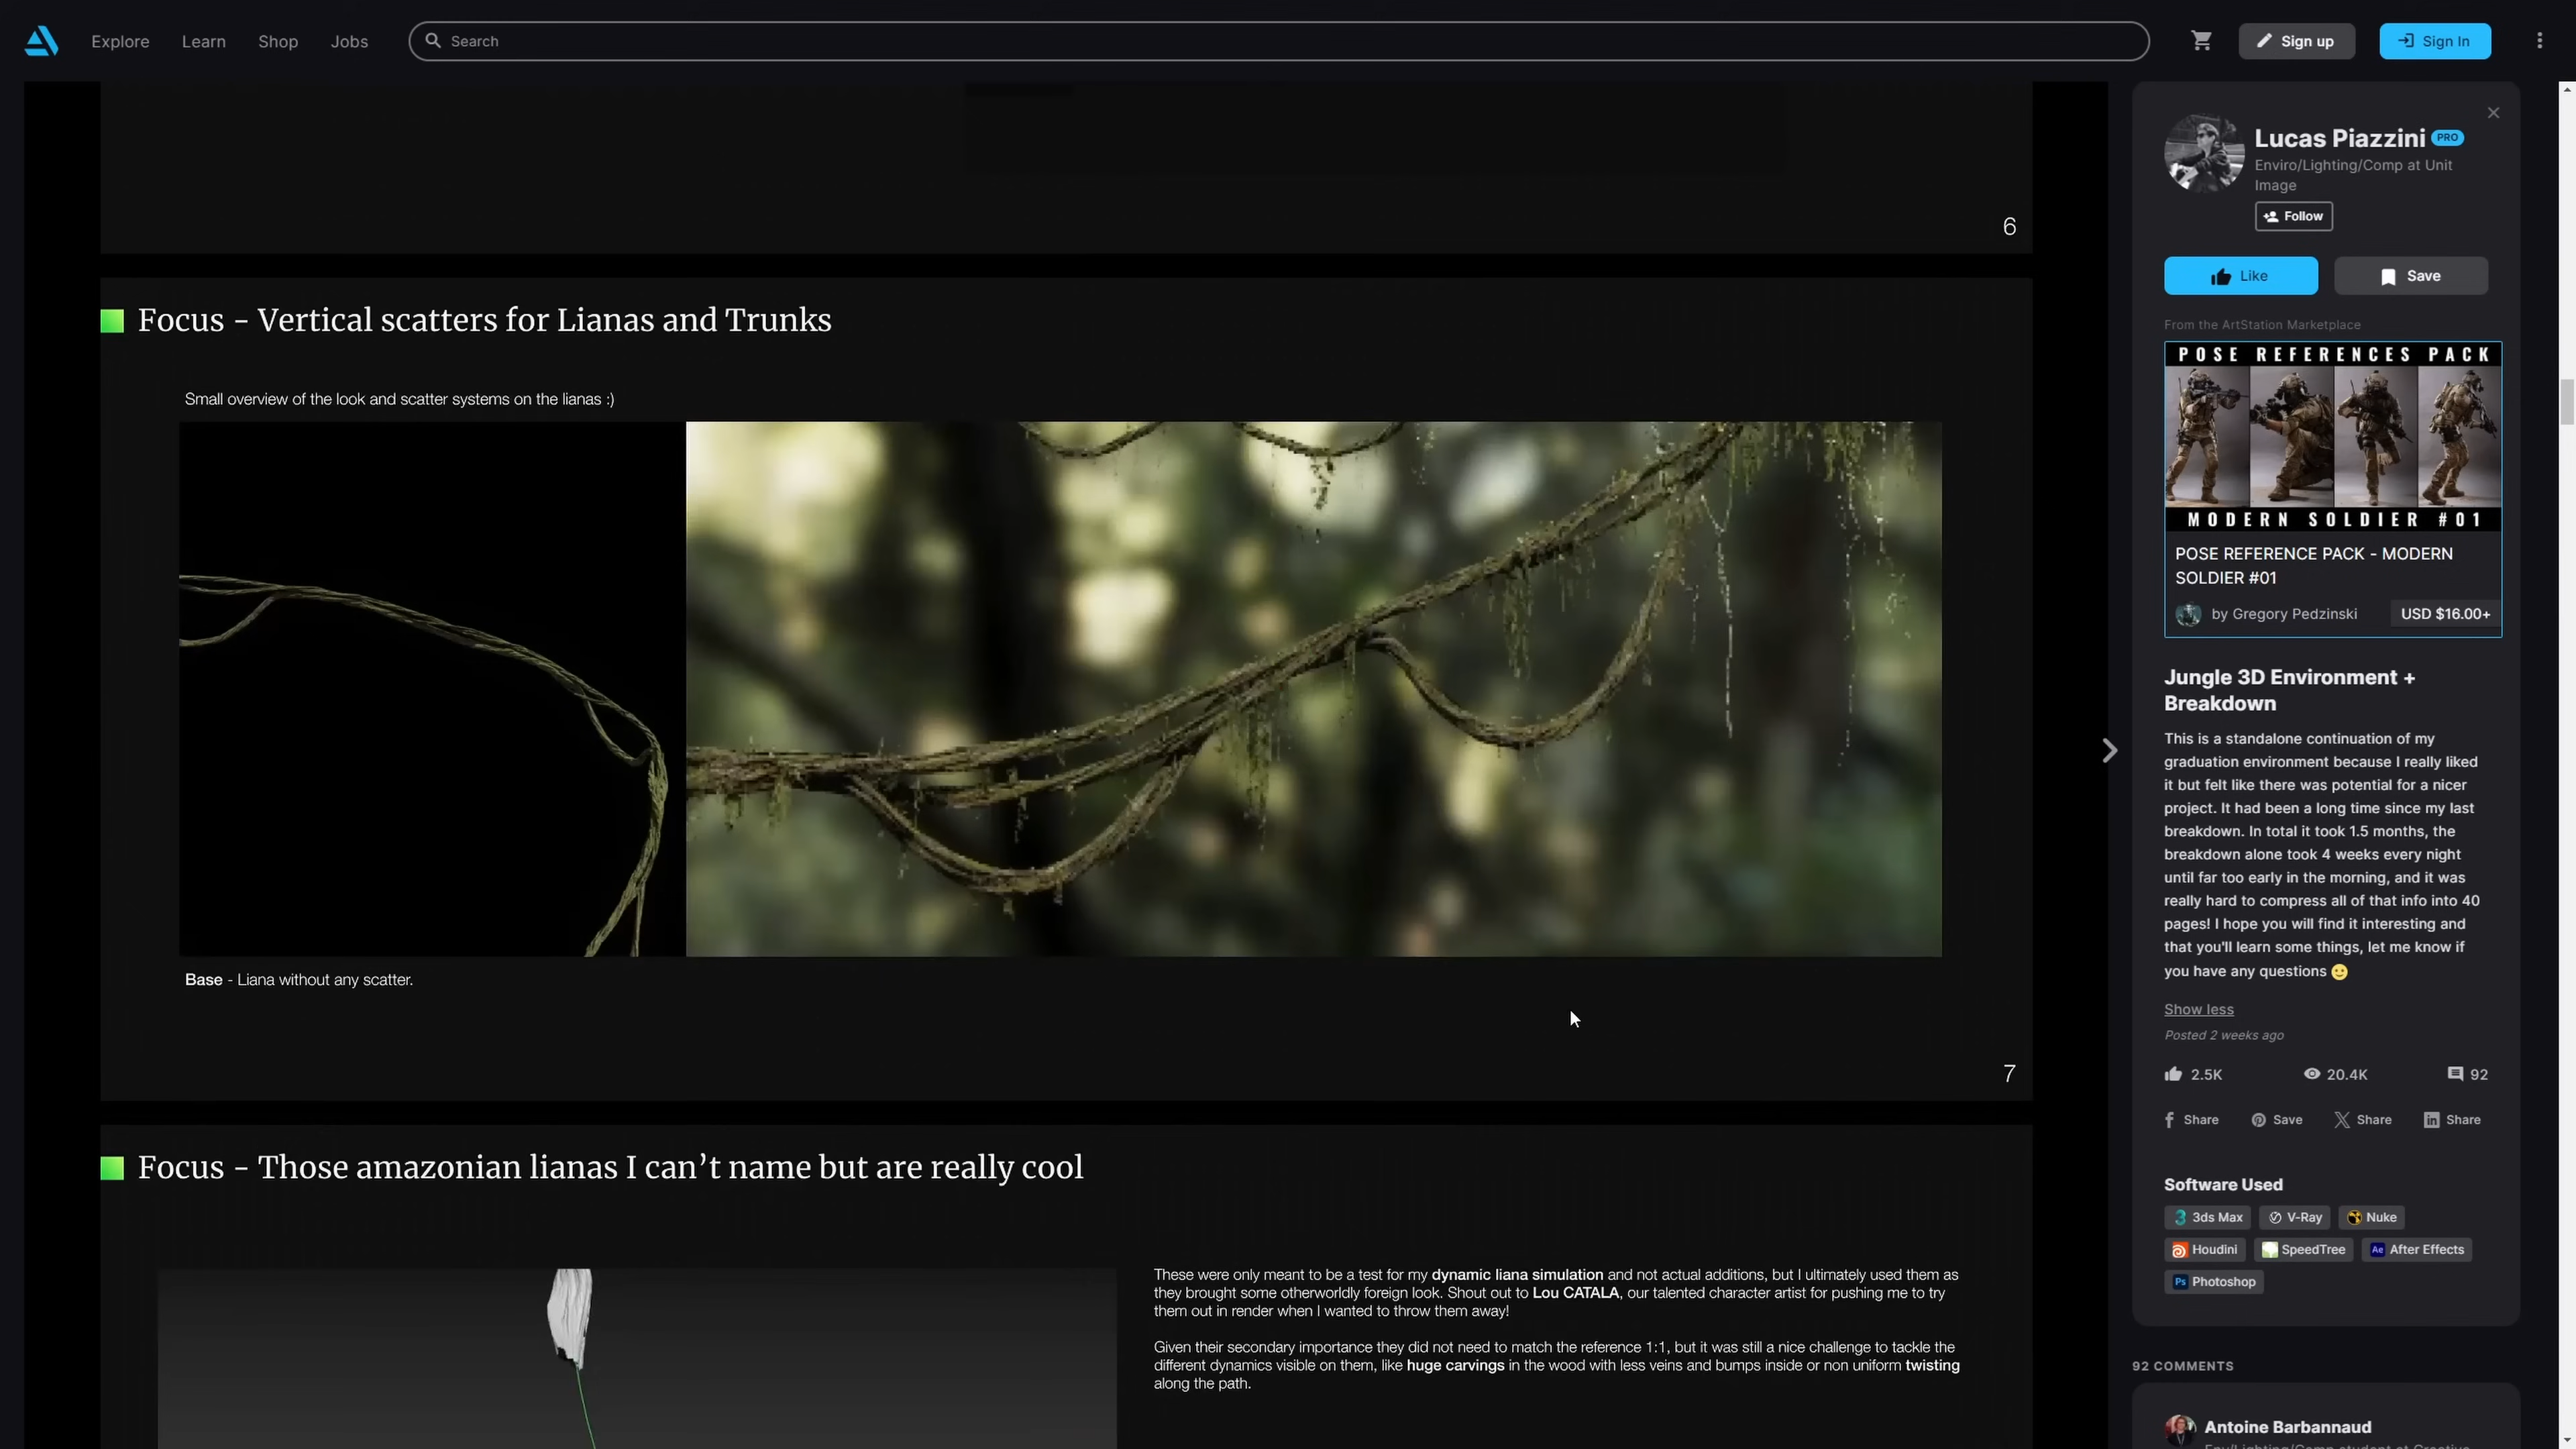 Explore
Learn
Shop
Jobs
Search
Sign up
Sign In
6
Focus - Vertical scatters for Lianas and Trunks
Small overview of the look and scatter systems on the lianas :)
Base - Liana without any scatter.
7
Focus - Those amazonian lianas I can’t name but are really cool
These were only meant to be a test for my dynamic liana simulation and not actual additions, but I ultimately used them as
they brought some otherworldly foreign look. Shout out to Lou CATALA, our talented character artist for pushing me to try
them out in render when I wanted to throw them away!
Given their secondary importance they did not need to match the reference 1:1, but it was still a nice challenge to tackle the
different dynamics visible on them, like huge carvings in the wood with less veins and bumps inside or non uniform twisting
along the path.
Lucas Piazzini PRO
Enviro/Lighting/Comp at Unit
Image
Follow
Like
Save
From the ArtStation Marketplace
POSE REFERENCES PACK
MODERN SOLDIER #01
POSE REFERENCE PACK - MODERN
SOLDIER #01
by Gregory Pedzinski
USD $16.00+
Jungle 3D Environment +
Breakdown
This is a standalone continuation of my
graduation environment because I really liked
it but felt like there was potential for a nicer
project. It had been a long time since my last
breakdown. In total it took 1.5 months, the
breakdown alone took 4 weeks every night
until far too early in the morning, and it was
really hard to compress all of that info into 40
pages! I hope you will find it interesting and
that you'll learn some things, let me know if
you have any questions 🙂
Show less
Posted 2 weeks ago
2.5K
20.4K
92
Share
Save
Share
Share
Software Used
3ds Max
V-Ray
Nuke
Houdini
SpeedTree
Ae After Effects
Ps Photoshop
92 COMMENTS
Antoine Barbannaud